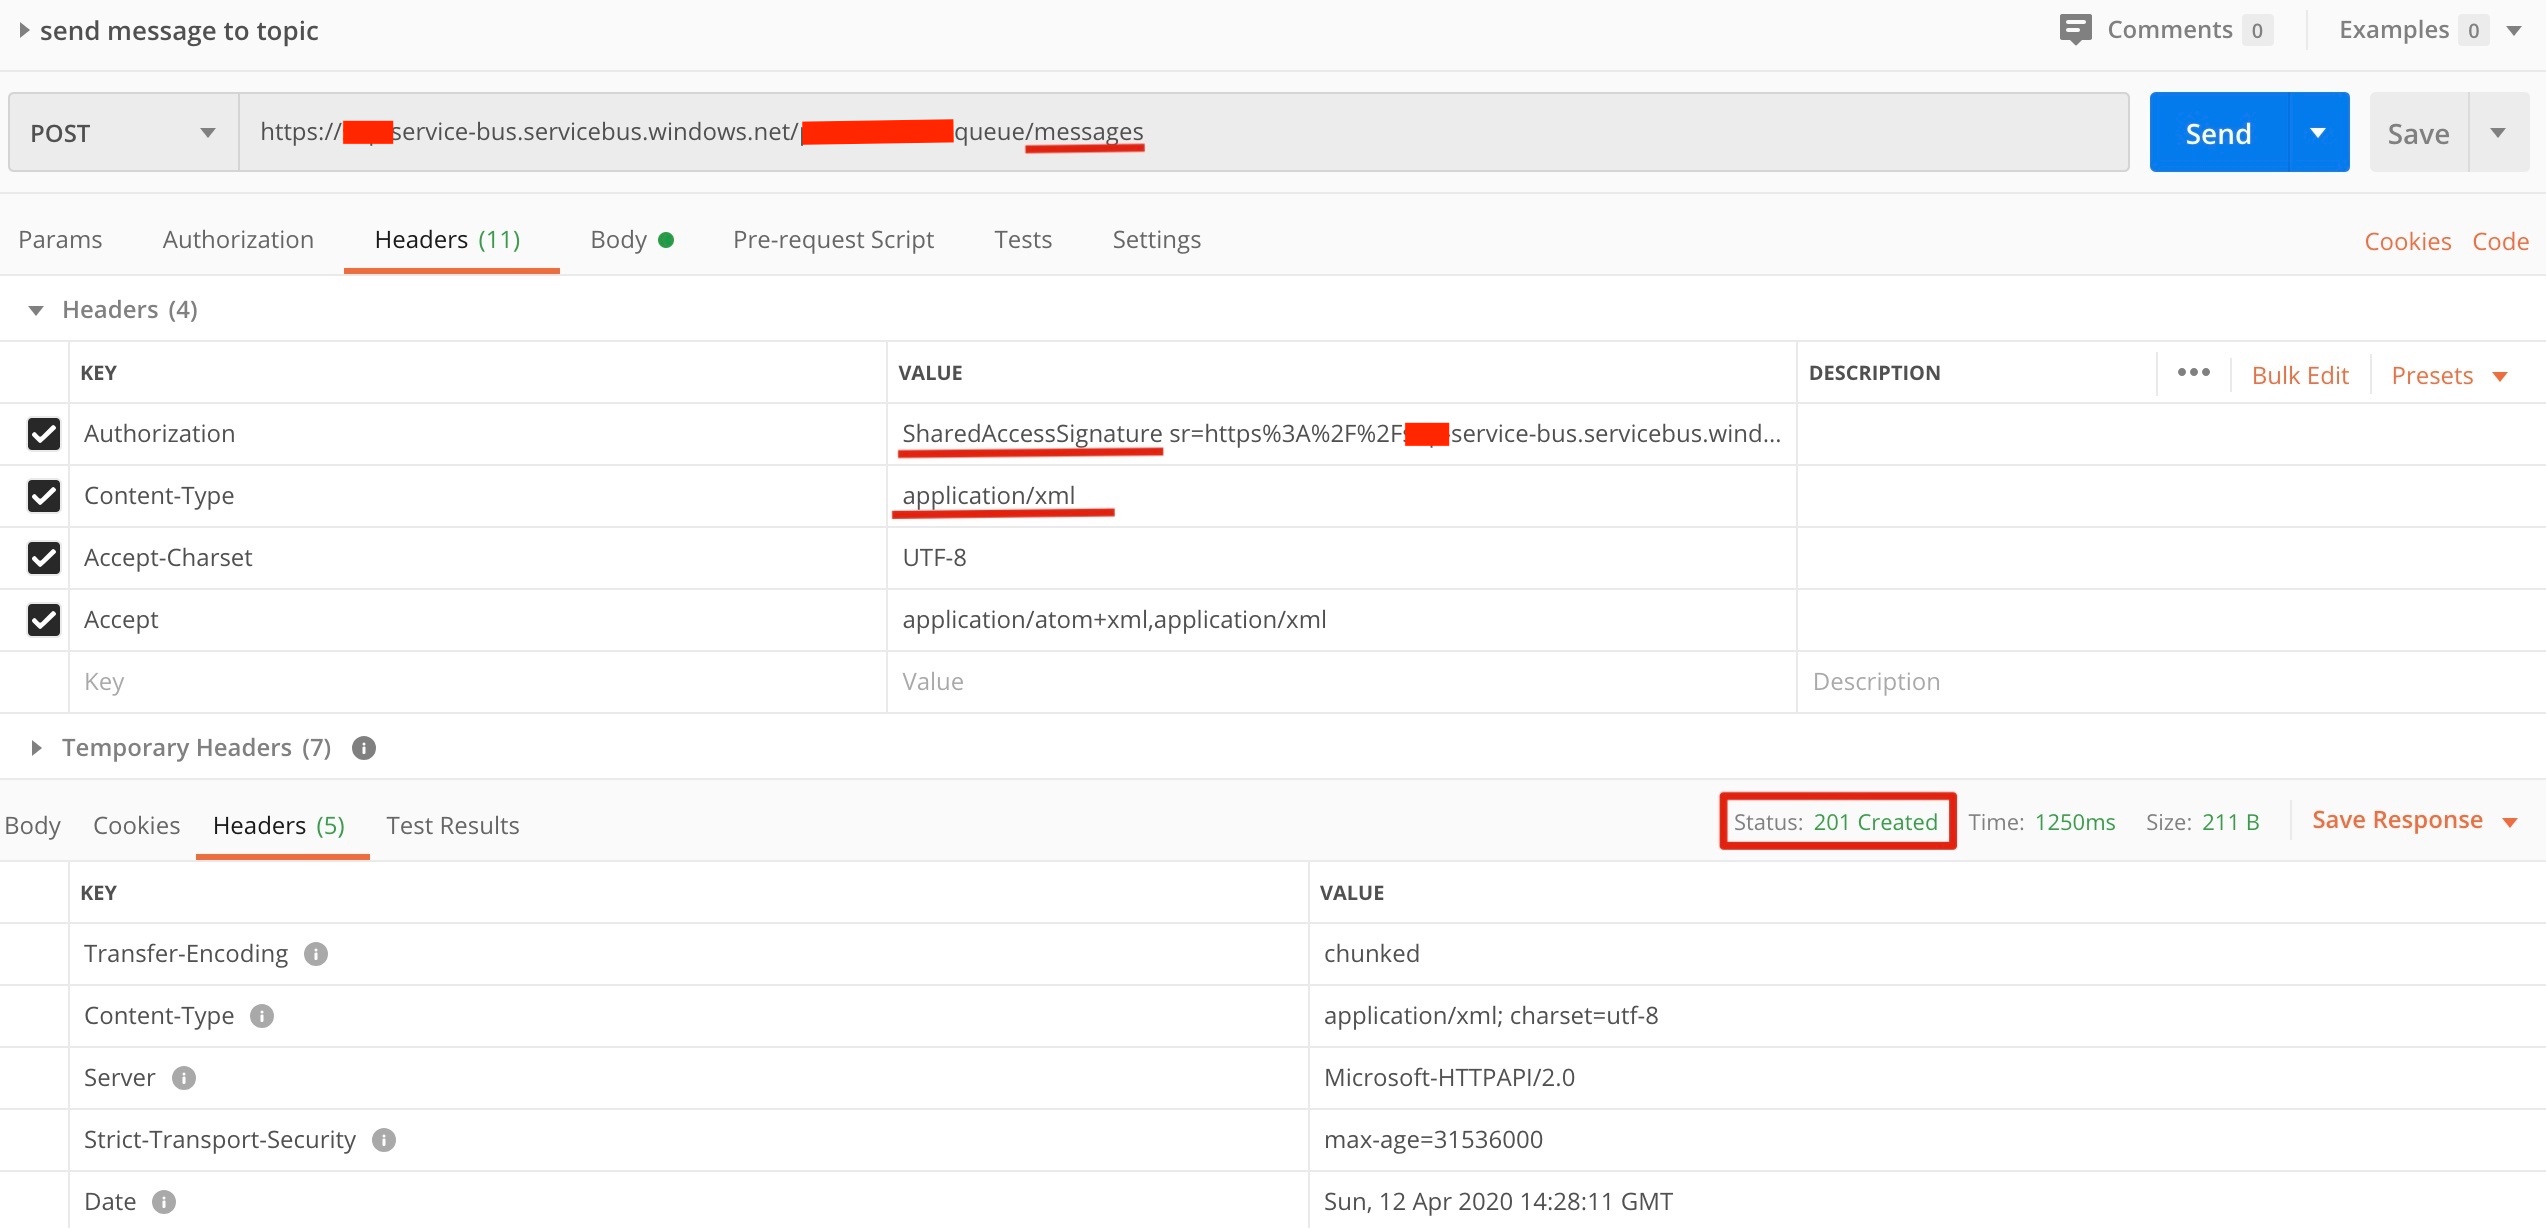 send message to topic
Comments 0
Examples 0
POST
https:// service-bus.servicebus.windows.net/ queue/messages
Send
Save
Params
Authorization
Headers (11)
Body
Pre-request Script
Tests
Settings
Cookies
Code
Headers (4)
KEY
VALUE
DESCRIPTION
Bulk Edit
Presets
Authorization
SharedAccessSignature sr=https%3A%2F%2F service-bus.servicebus.wind...
Content-Type
application/xml
Accept-Charset
UTF-8
Accept
application/atom+xml,application/xml
Key
Value
Description
Temporary Headers (7)
Body
Cookies
Headers (5)
Test Results
Status: 201 Created
Time: 1250ms
Size: 211 B
Save Response
KEY
VALUE
Transfer-Encoding
chunked
Content-Type
application/xml; charset=utf-8
Server
Microsoft-HTTPAPI/2.0
Strict-Transport-Security
max-age=31536000
Date
Sun, 12 Apr 2020 14:28:11 GMT